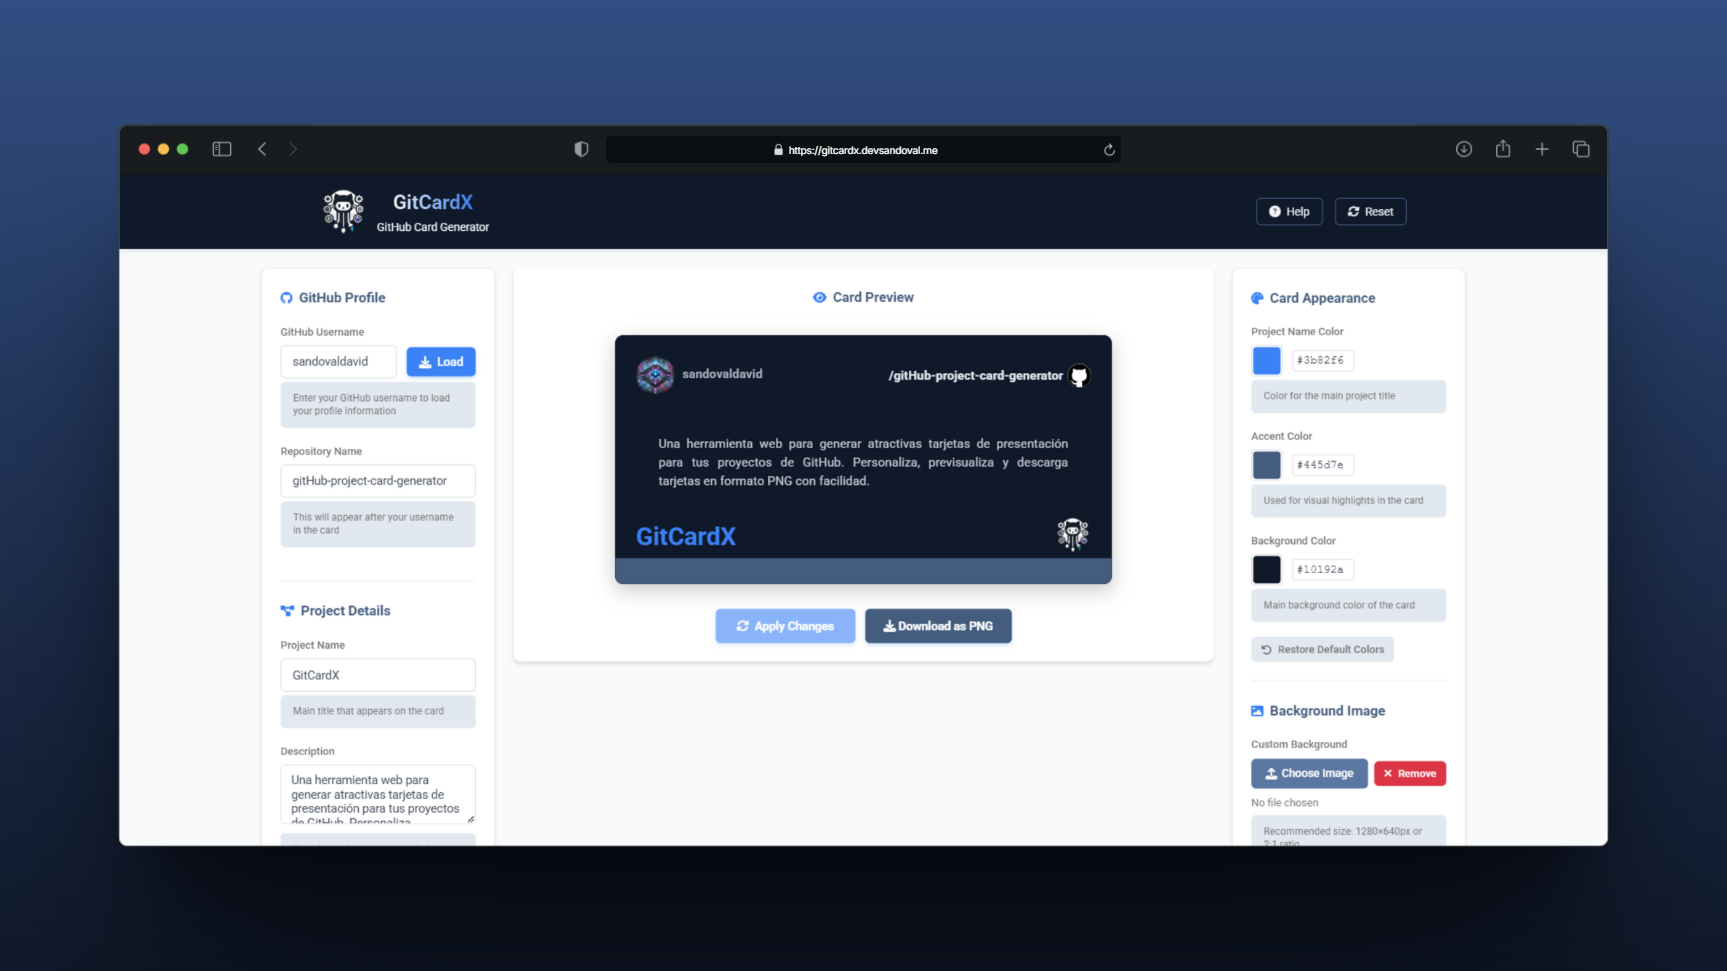 https://gitcardx.devsandoval.me
GitCardX
GitHub Card Generator
Help
Reset
GitHub Profile
GitHub Username
sandovaldavid
Load
Enter your GitHub username to load
your profile information
Repository Name
gitHub-project-card-generator
This will appear after your username
in the card
Project Details
Project Name
GitCardX
Main title that appears on the card
Description
Una herramienta web para
generar atractivas tarjetas de
presentación para tus proyectos
de GitHub. Personaliza,
Card Preview
sandovaldavid
/gitHub-project-card-generator
Una herramienta web para generar atractivas tarjetas de presentación
para tus proyectos de GitHub. Personaliza, previsualiza y descarga
tarjetas en formato PNG con facilidad.
GitCardX
Apply Changes
Download as PNG
Card Appearance
Project Name Color
#3b82f6
Color for the main project title
Accent Color
#445d7e
Used for visual highlights in the card
Background Color
#10192a
Main background color of the card
Restore Default Colors
Background Image
Custom Background
Choose Image
Remove
No file chosen
Recommended size: 1280×640px or
2:1 ratio